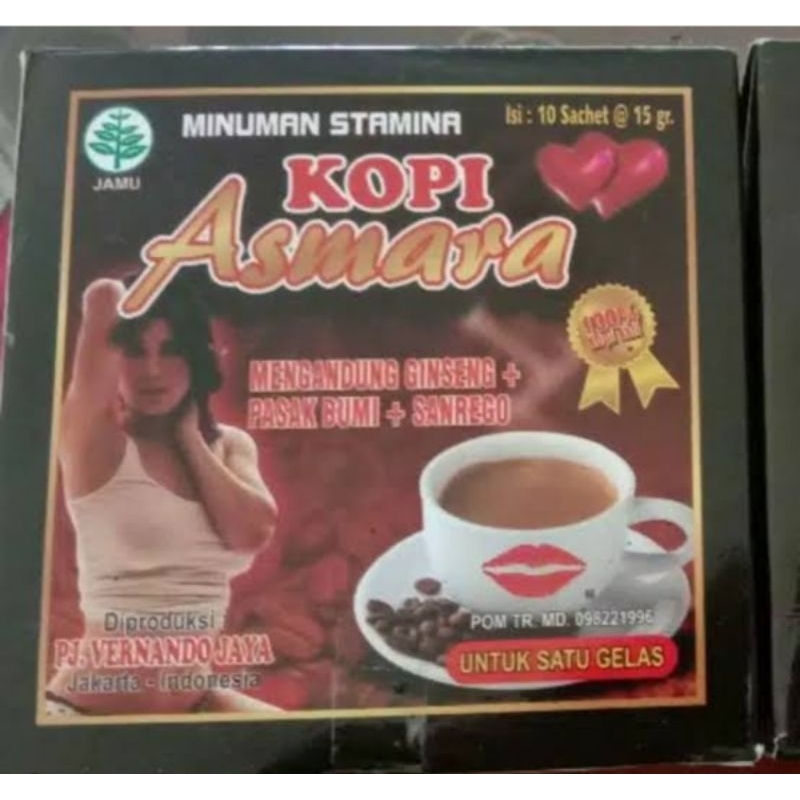 MINUMAN STAMINA
Isi : 10 Sachet @ 15 gr.
JAMU
KOPI
Asmara
MENGANDUNG GINSENG +
PASAK BUMI + SANREGO
100%
Diproduksi
PJ. VERNANDO JAYA
Jakarta - Indonesia
POM TR. MD. 098221996
UNTUK SATU GELAS